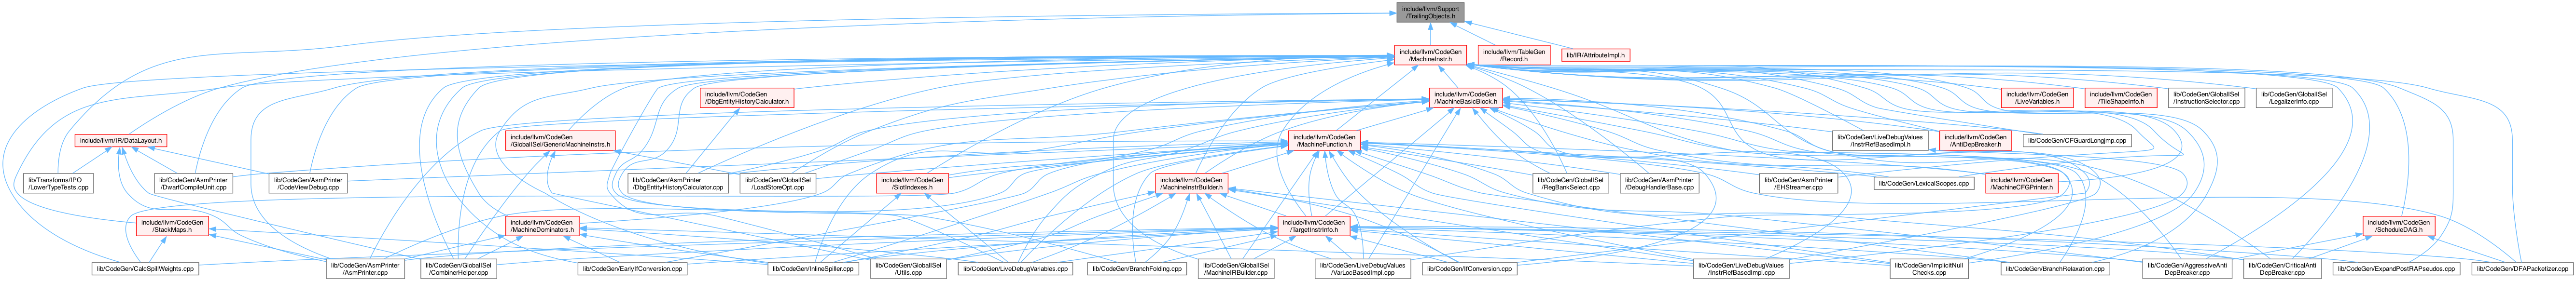 include/llvm/Support
/TrailingObjects.h
include/llvm/CodeGen
/MachineInstr.h
include/llvm/TableGen
/Record.h
lib/IR/AttributeImpl.h
include/llvm/CodeGen
/DbgEntityHistoryCalculator.h
include/llvm/CodeGen
/MachineBasicBlock.h
include/llvm/CodeGen
/LiveVariables.h
include/llvm/CodeGen
/TileShapeInfo.h
lib/CodeGen/GlobalISel
/InstructionSelector.cpp
lib/CodeGen/GlobalISel
/LegalizerInfo.cpp
include/llvm/IR/DataLayout.h
include/llvm/CodeGen
/GlobalISel/GenericMachineInstrs.h
include/llvm/CodeGen
/MachineFunction.h
lib/CodeGen/LiveDebugValues
/InstrRefBasedImpl.h
include/llvm/CodeGen
/AntiDepBreaker.h
lib/CodeGen/CFGuardLongjmp.cpp
lib/Transforms/IPO
/LowerTypeTests.cpp
lib/CodeGen/AsmPrinter
/DwarfCompileUnit.cpp
lib/CodeGen/AsmPrinter
/CodeViewDebug.cpp
lib/CodeGen/AsmPrinter
/DbgEntityHistoryCalculator.cpp
lib/CodeGen/GlobalISel
/LoadStoreOpt.cpp
include/llvm/CodeGen
/SlotIndexes.h
include/llvm/CodeGen
/MachineInstrBuilder.h
lib/CodeGen/GlobalISel
/RegBankSelect.cpp
lib/CodeGen/AsmPrinter
/DebugHandlerBase.cpp
lib/CodeGen/AsmPrinter
/EHStreamer.cpp
lib/CodeGen/LexicalScopes.cpp
include/llvm/CodeGen
/MachineCFGPrinter.h
include/llvm/CodeGen
/StackMaps.h
include/llvm/CodeGen
/MachineDominators.h
include/llvm/CodeGen
/TargetInstrInfo.h
include/llvm/CodeGen
/ScheduleDAG.h
lib/CodeGen/CalcSpillWeights.cpp
lib/CodeGen/AsmPrinter
/AsmPrinter.cpp
lib/CodeGen/GlobalISel
/CombinerHelper.cpp
lib/CodeGen/EarlyIfConversion.cpp
lib/CodeGen/InlineSpiller.cpp
lib/CodeGen/GlobalISel
/Utils.cpp
lib/CodeGen/LiveDebugVariables.cpp
lib/CodeGen/BranchFolding.cpp
lib/CodeGen/GlobalISel
/MachineIRBuilder.cpp
lib/CodeGen/LiveDebugValues
/VarLocBasedImpl.cpp
lib/CodeGen/IfConversion.cpp
lib/CodeGen/LiveDebugValues
/InstrRefBasedImpl.cpp
lib/CodeGen/ImplicitNull
Checks.cpp
lib/CodeGen/BranchRelaxation.cpp
lib/CodeGen/AggressiveAnti
DepBreaker.cpp
lib/CodeGen/CriticalAnti
DepBreaker.cpp
lib/CodeGen/ExpandPostRAPseudos.cpp
lib/CodeGen/DFAPacketizer.cpp